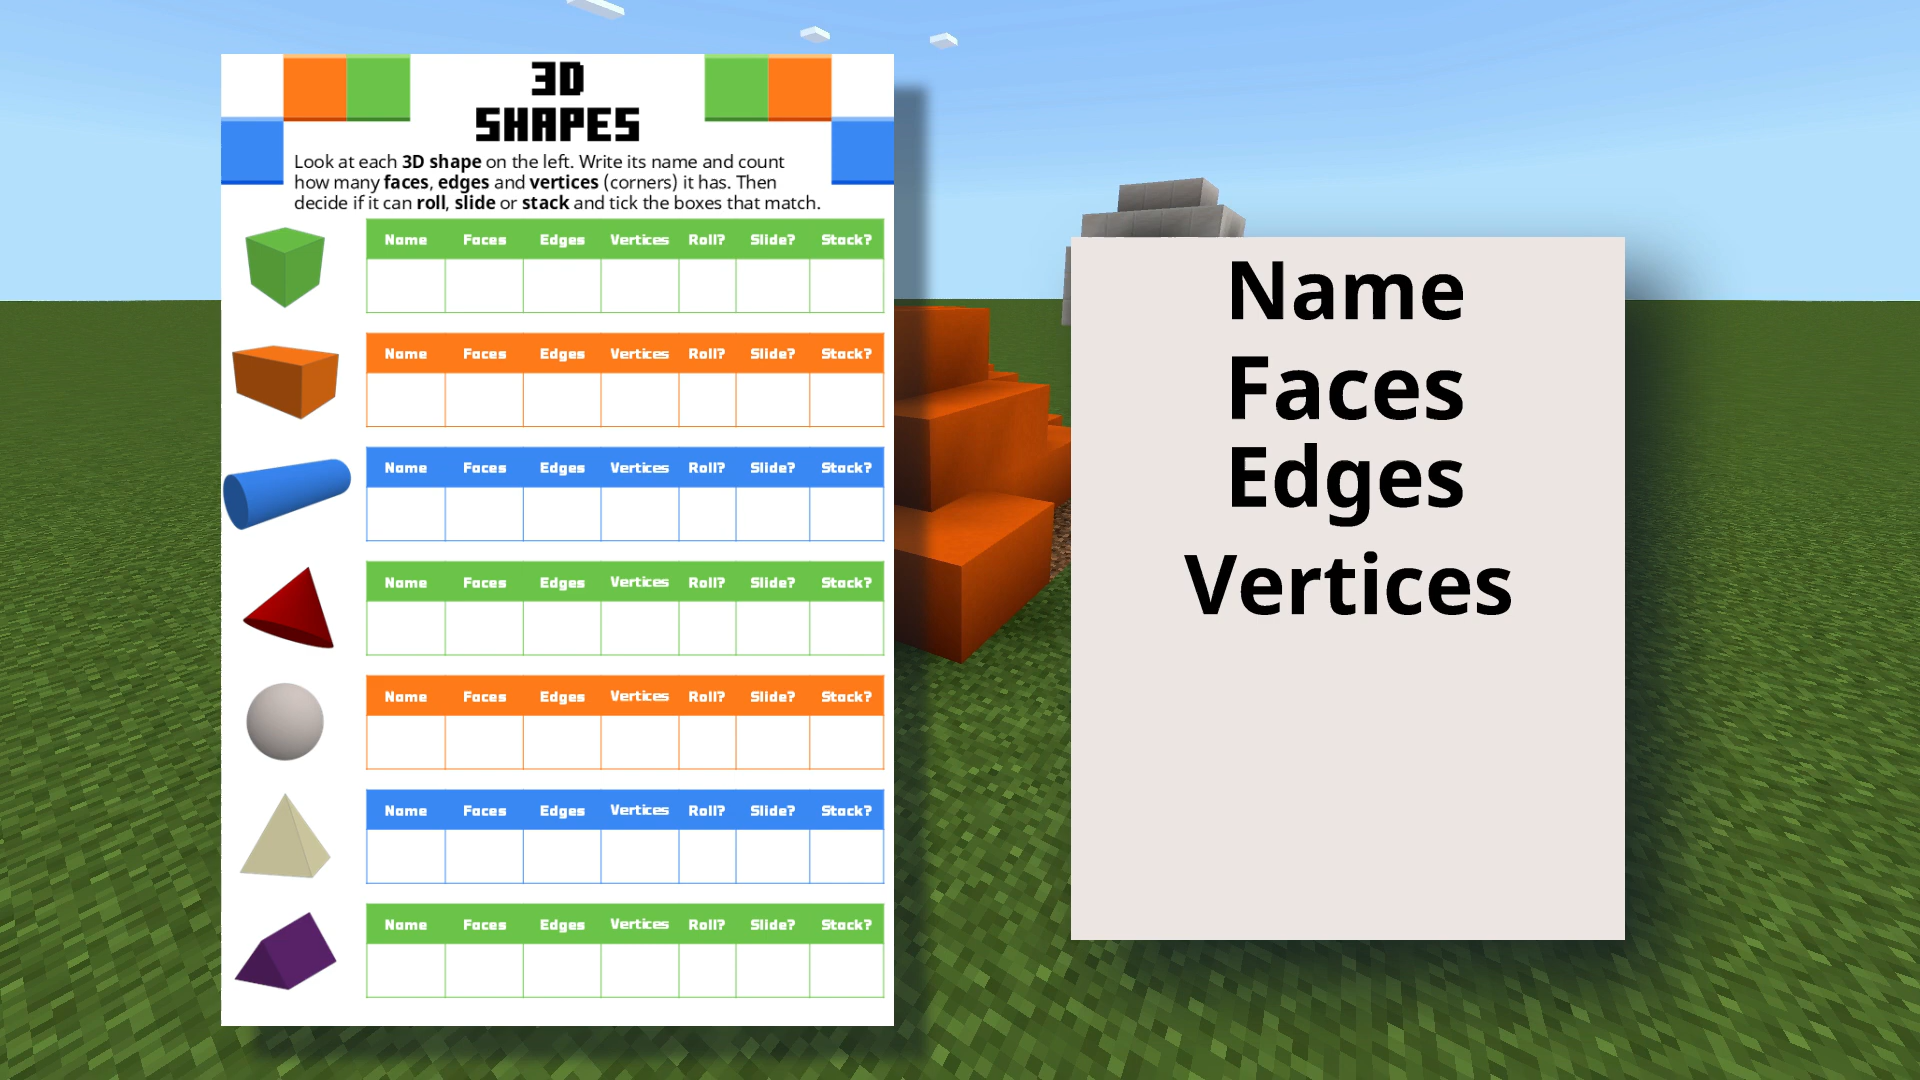 3D
SHAPES
Look at each 3D shape on the left. Write its name and count
how many faces, edges and vertices (corners) it has. Then
decide if it can roll, slide or stack and tick the boxes that match.
Name Faces Edges Vertices Roll? Slide? Stack?
Name Faces Edges Vertices Roll? Slide? Stack?
Name Faces Edges Vertices Roll? Slide? Stack?
Name Faces Edges Vertices Roll? Slide? Stack?
Name Faces Edges Vertices Roll? Slide? Stack?
Name Faces Edges Vertices Roll? Slide? Stack?
Name Faces Edges Vertices Roll? Slide? Stack?
Name
Faces
Edges
Vertices